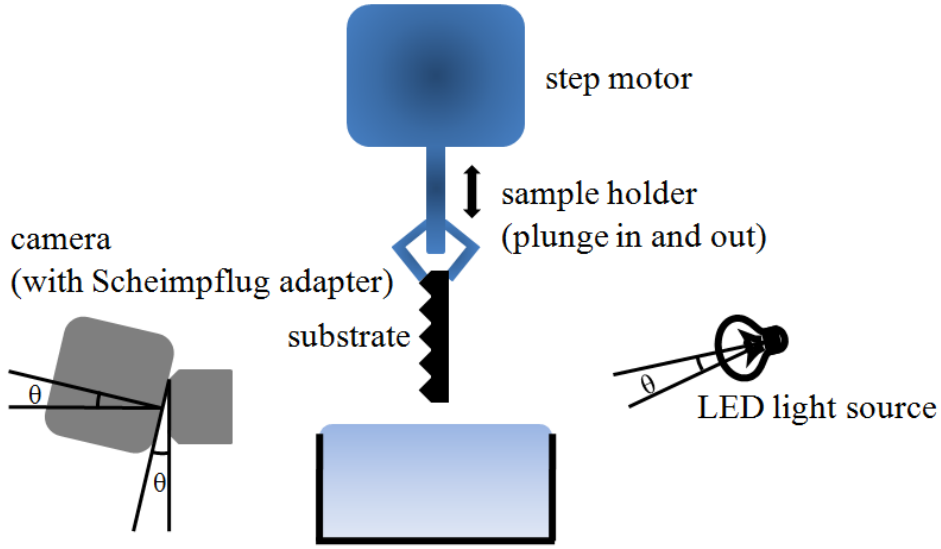 step motor
sample holder
(plunge in and out)
camera
(with Scheimpflug adapter)
substrate
θ
θ
θ
LED light source